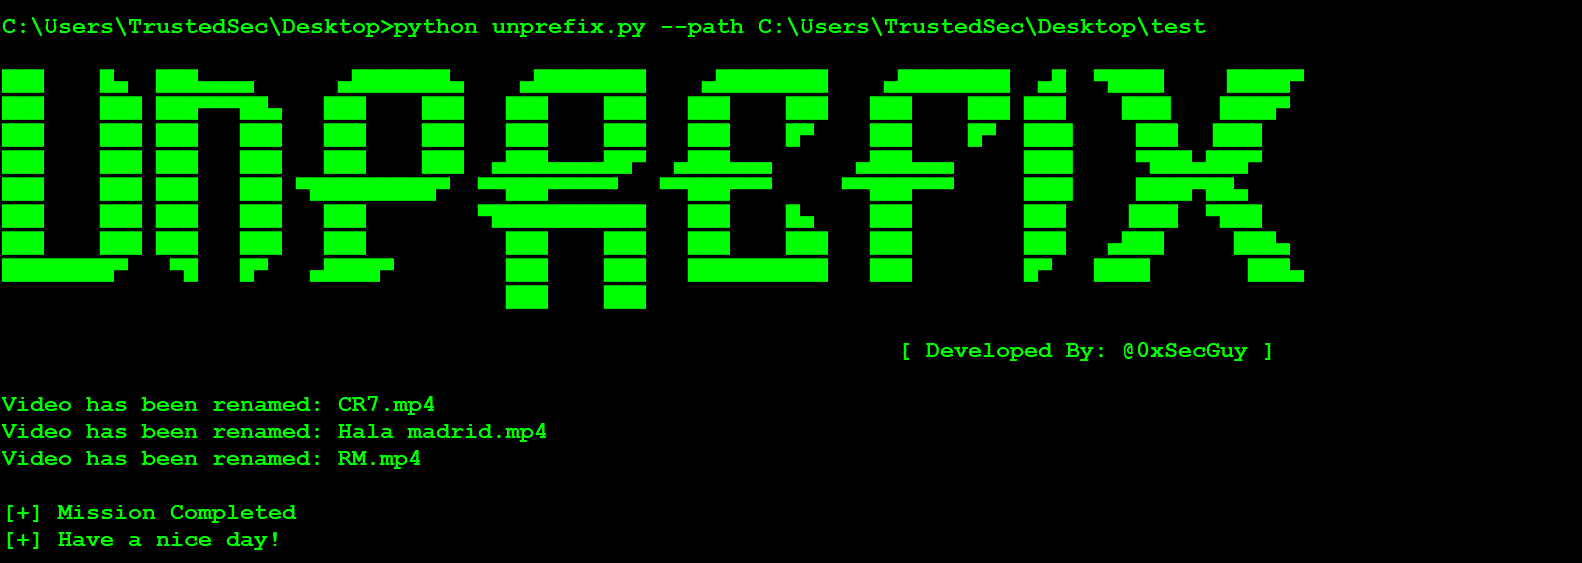 C:\Users\TrustedSec\Desktop>python unprefix.py --path C:\Users\TrustedSec\Desktop\test
UnPREFiX
[ Developed By: @0xSecGuy ]
Video has been renamed: CR7.mp4
Video has been renamed: Hala madrid.mp4
Video has been renamed: RM.mp4
[+] Mission Completed
[+] Have a nice day!